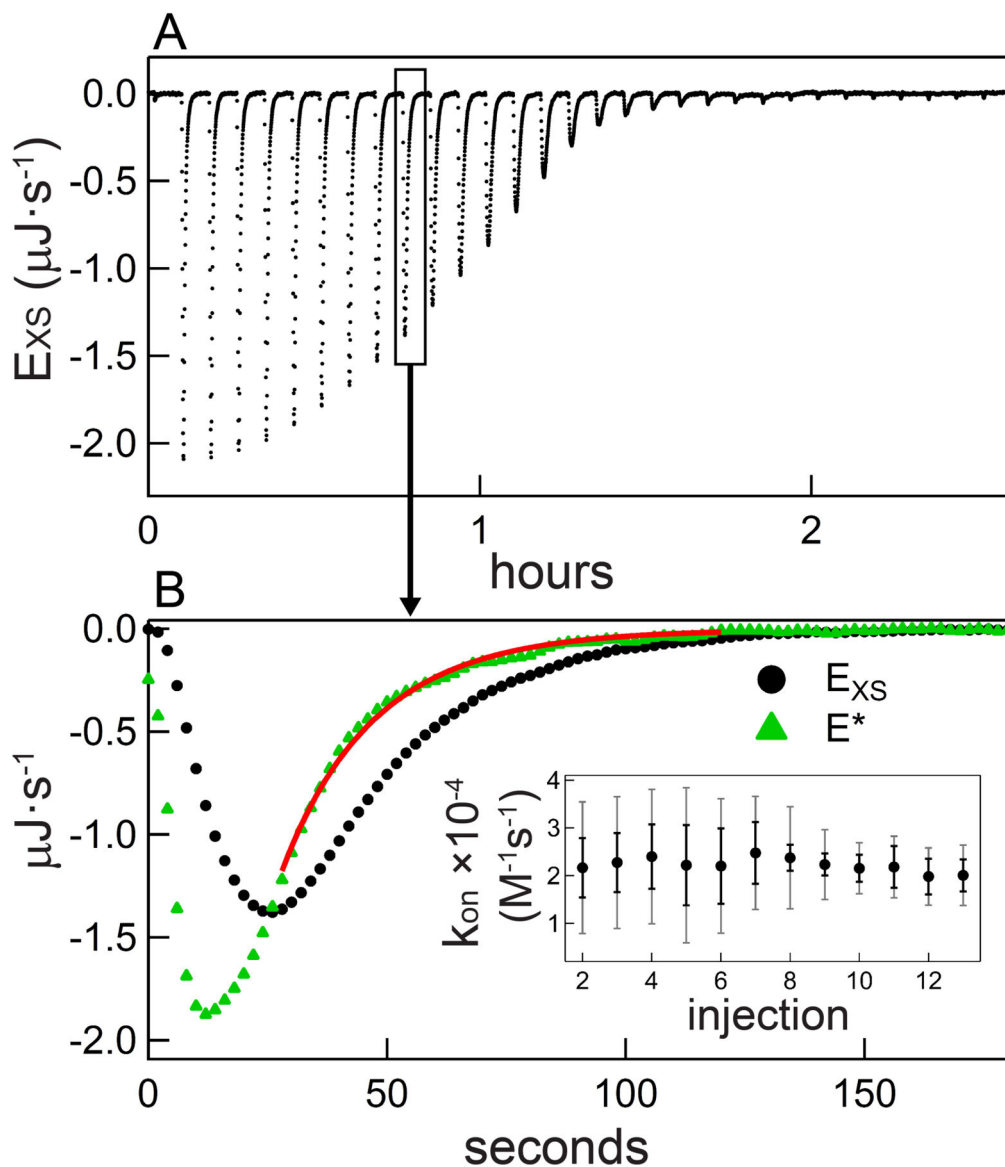 A
0.0
-0.5
-1.0
-1.5
-2.0
EXS (μJ·s-1)
0 1 2
hours
B
0.0
-0.5
-1.0
-1.5
-2.0
μJ·s-1
EXS
E*
4
3
2
1
kon ×10-4
(M-1s-1)
2 4 6 8 10 12
injection
0 50 100 150
seconds